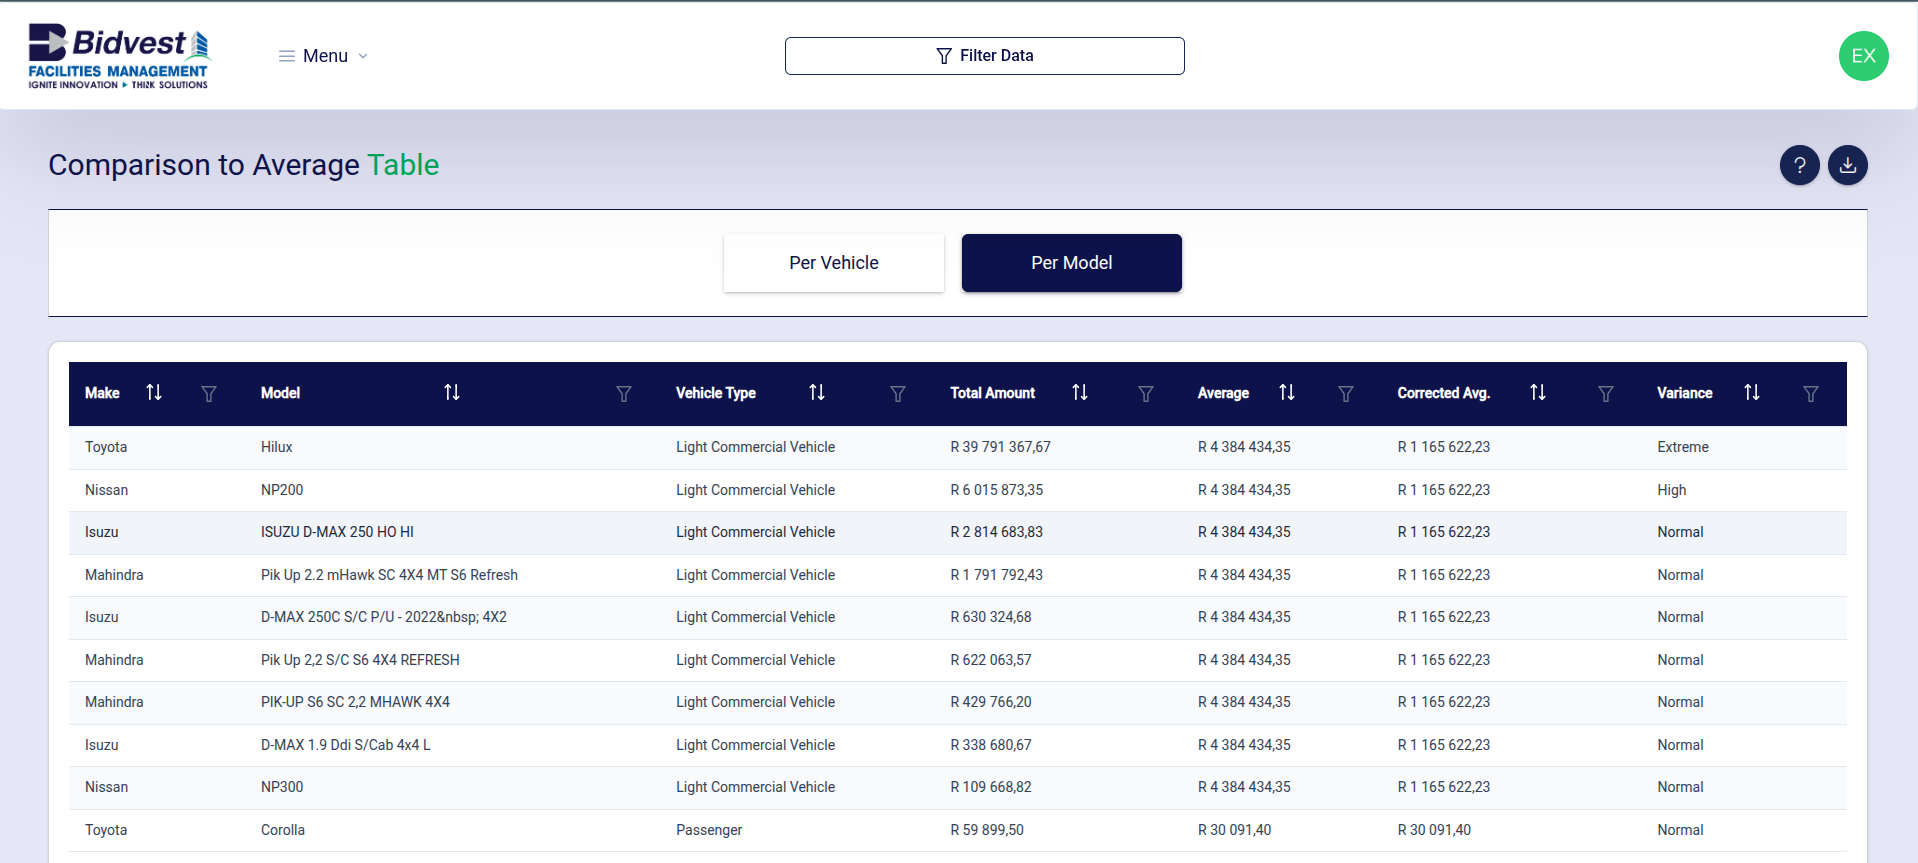 Bidvest
FACILITIES MANAGEMENT
IGNITE INNOVATION ▸ TH!ZK SOLUTIONS
Menu
Filter Data
EX
Comparison to Average Table
?
Per Vehicle Per Model
Make Model Vehicle Type Total Amount Average Corrected Avg. Variance
Toyota Hilux Light Commercial Vehicle R 39 791 367,67 R 4 384 434,35 R 1 165 622,23 Extreme
Nissan NP200 Light Commercial Vehicle R 6 015 873,35 R 4 384 434,35 R 1 165 622,23 High
Isuzu ISUZU D-MAX 250 HO HI Light Commercial Vehicle R 2 814 683,83 R 4 384 434,35 R 1 165 622,23 Normal
Mahindra Pik Up 2.2 mHawk SC 4X4 MT S6 Refresh Light Commercial Vehicle R 1 791 792,43 R 4 384 434,35 R 1 165 622,23 Normal
Isuzu D-MAX 250C S/C P/U - 2022&nbsp; 4X2 Light Commercial Vehicle R 630 324,68 R 4 384 434,35 R 1 165 622,23 Normal
Mahindra Pik Up 2,2 S/C S6 4X4 REFRESH Light Commercial Vehicle R 622 063,57 R 4 384 434,35 R 1 165 622,23 Normal
Mahindra PIK-UP S6 SC 2,2 MHAWK 4X4 Light Commercial Vehicle R 429 766,20 R 4 384 434,35 R 1 165 622,23 Normal
Isuzu D-MAX 1.9 Ddi S/Cab 4x4 L Light Commercial Vehicle R 338 680,67 R 4 384 434,35 R 1 165 622,23 Normal
Nissan NP300 Light Commercial Vehicle R 109 668,82 R 4 384 434,35 R 1 165 622,23 Normal
Toyota Corolla Passenger R 59 899,50 R 30 091,40 R 30 091,40 Normal